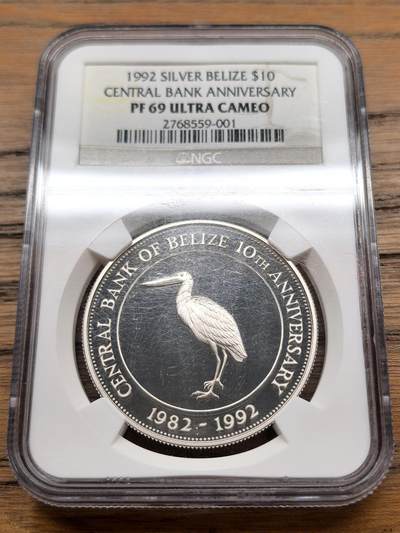 1992 SILVER BELIZE $10
CENTRAL BANK ANNIVERSARY
PF 69 ULTRA CAMEO
2768559-001
NGC
CENTRAL BANK OF BELIZE 10TH ANNIVERSARY
1982 - 1992